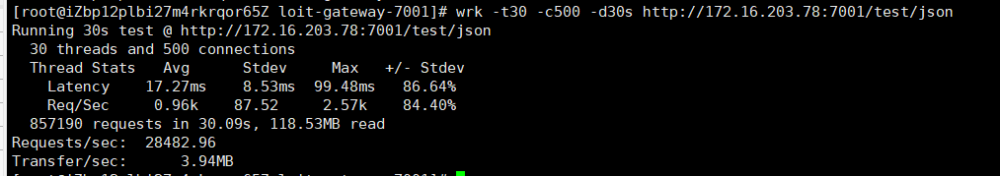 [root@iZbp12plbi27m4rkrqor65Z loit-gateway-7001]# wrk -t30 -c500 -d30s http://172.16.203.78:7001/test/json
Running 30s test @ http://172.16.203.78:7001/test/json
  30 threads and 500 connections
  Thread Stats   Avg      Stdev     Max   +/- Stdev
    Latency    17.27ms    8.53ms  99.48ms   86.64%
    Req/Sec     0.96k    87.52     2.57k    84.40%
  857190 requests in 30.09s, 118.53MB read
Requests/sec:  28482.96
Transfer/sec:      3.94MB